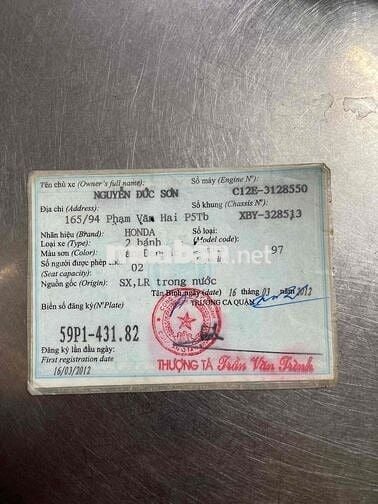 Tên chủ xe (Owner's full name): Số máy (Engine Nº):
NGUYỄN ĐỨC SƠN C12E-3128550
Địa chỉ (Address): Số khung (Chassis Nº):
165/94 Phạm Văn Hai P5Tb XBY-328513
Nhãn hiệu (Brand): HONDA Số loại:
Loại xe (Type): 2 bánh (Model code):
Màu sơn (Color): 97
Số người được phép
(Seat capacity): 02
Nguồn gốc (Origin): SX,LR trong nước
Tân Bình, ngày (date) 16 tháng 03 năm 2012
Biển số đăng ký (Nº Plate) TRƯỞNG CA QUẬN
59P1-431.82
Đăng ký lần đầu ngày:
First registration date
16/03/2012
THƯỢNG TÁ Trần Văn Trình